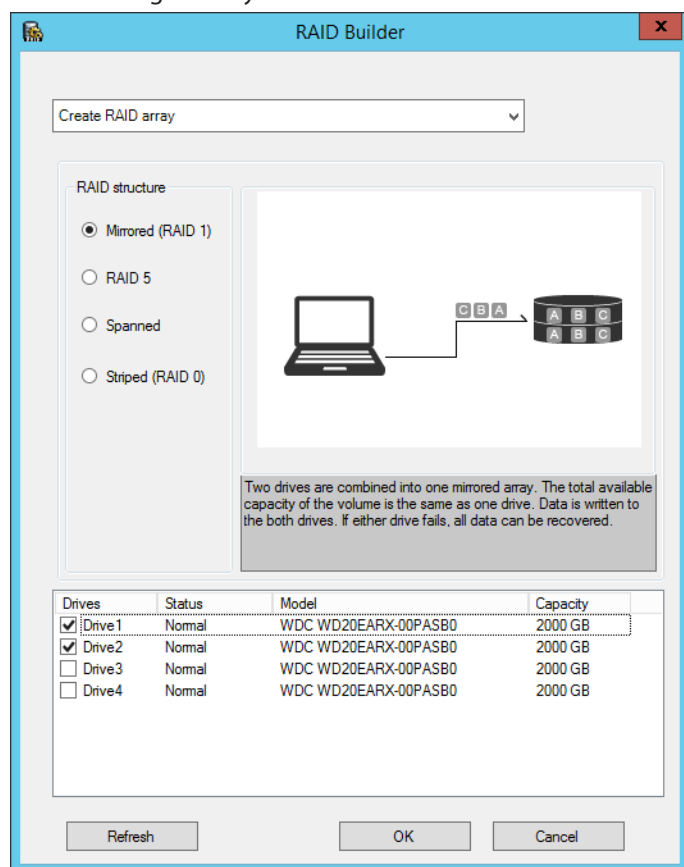 RAID Builder
x
Create RAID array
RAID structure
Mirrored (RAID 1)
RAID 5
Spanned
Striped (RAID 0)
C B A
A B C
A B C
Two drives are combined into one mirrored array. The total available
capacity of the volume is the same as one drive. Data is written to
the both drives. If either drive fails, all data can be recovered.
Drives Status Model Capacity
Drive1 Normal WDC WD20EARX-00PASB0 2000 GB
Drive2 Normal WDC WD20EARX-00PASB0 2000 GB
Drive3 Normal WDC WD20EARX-00PASB0 2000 GB
Drive4 Normal WDC WD20EARX-00PASB0 2000 GB
Refresh OK Cancel